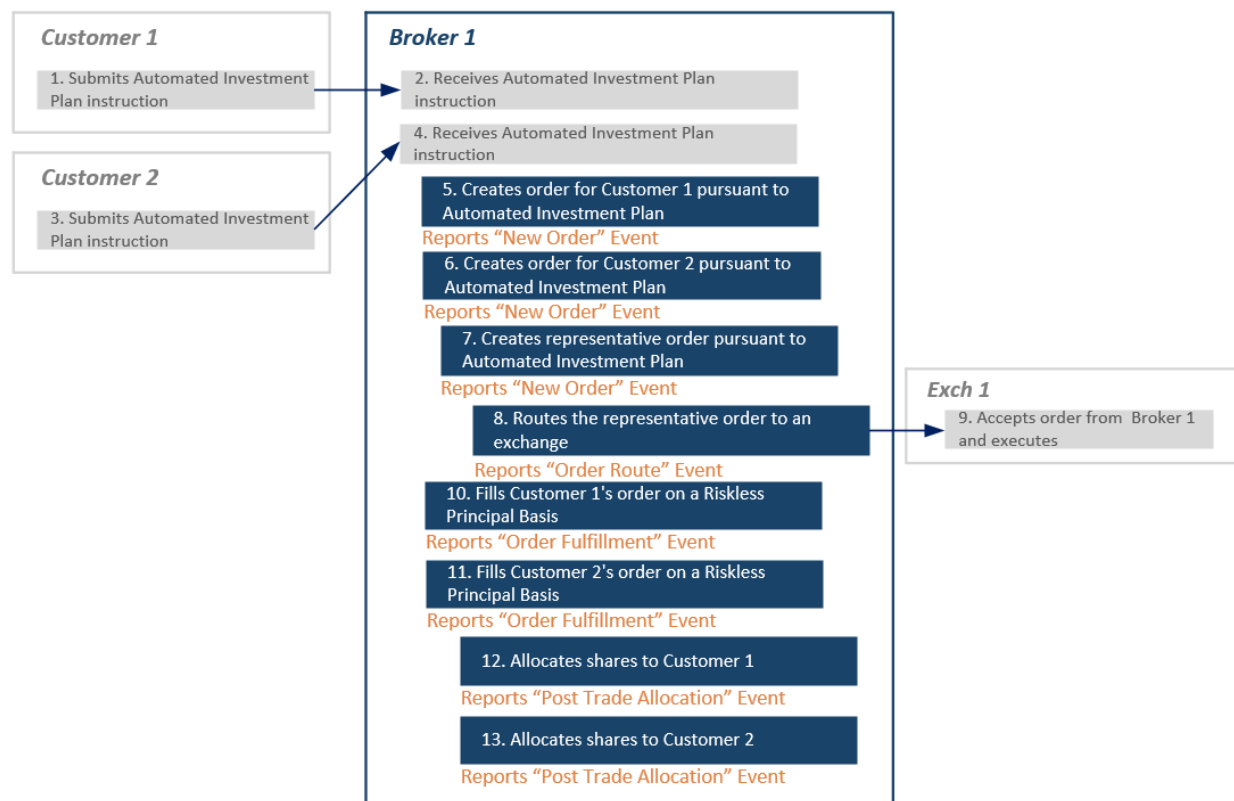 Customer 1
1. Submits Automated Investment
Plan instruction
Customer 2
3. Submits Automated Investment
Plan instruction
Broker 1
2. Receives Automated Investment Plan
instruction
4. Receives Automated Investment Plan
instruction
5. Creates order for Customer 1 pursuant to
Automated Investment Plan
Reports “New Order” Event
6. Creates order for Customer 2 pursuant to
Automated Investment Plan
Reports “New Order” Event
7. Creates representative order pursuant to
Automated Investment Plan
Reports “New Order” Event
8. Routes the representative order to an
exchange
Reports “Order Route” Event
Exch 1
9. Accepts order from Broker 1
and executes
10. Fills Customer 1's order on a Riskless
Principal Basis
Reports “Order Fulfillment” Event
11. Fills Customer 2's order on a Riskless
Principal Basis
Reports “Order Fulfillment” Event
12. Allocates shares to Customer 1
Reports “Post Trade Allocation” Event
13. Allocates shares to Customer 2
Reports “Post Trade Allocation” Event